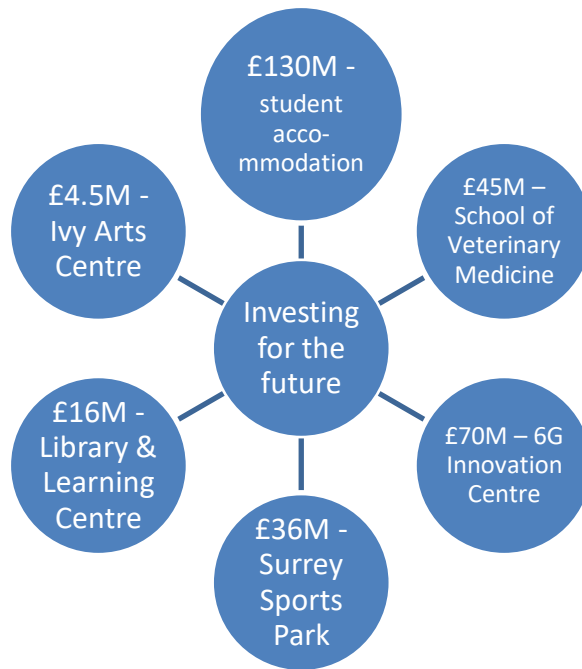 £130M -
student
acco-
mmodation
£45M –
School of
Veterinary
Medicine
£70M – 6G
Innovation
Centre
£36M -
Surrey
Sports
Park
£16M -
Library &
Learning
Centre
£4.5M -
Ivy Arts
Centre
Investing
for the
future